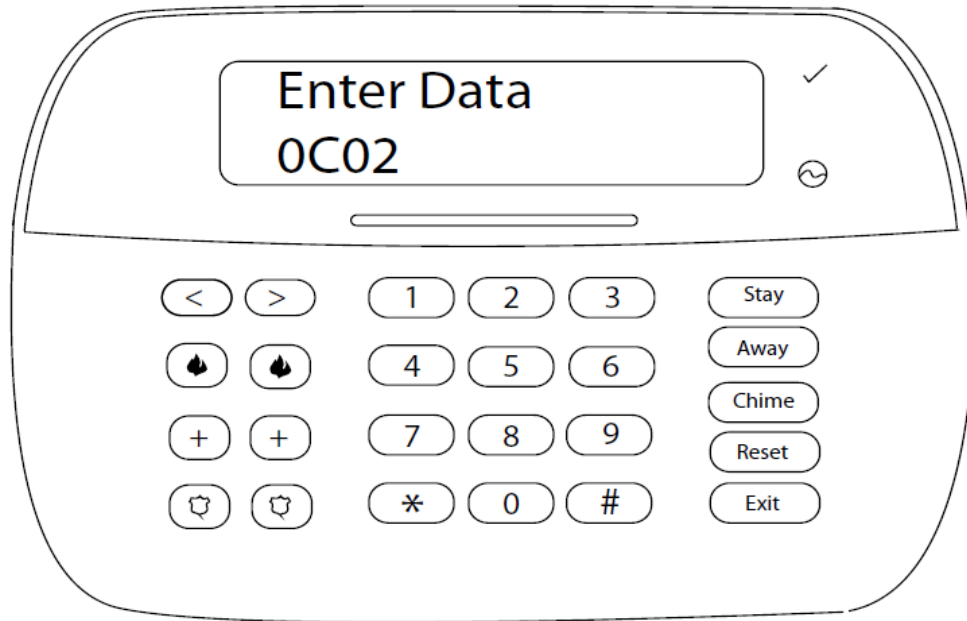 Enter Data
0C02
< >
1 2 3
Stay
4 5 6
Away
Chime
+ +
7 8 9
Reset
* 0 #
Exit